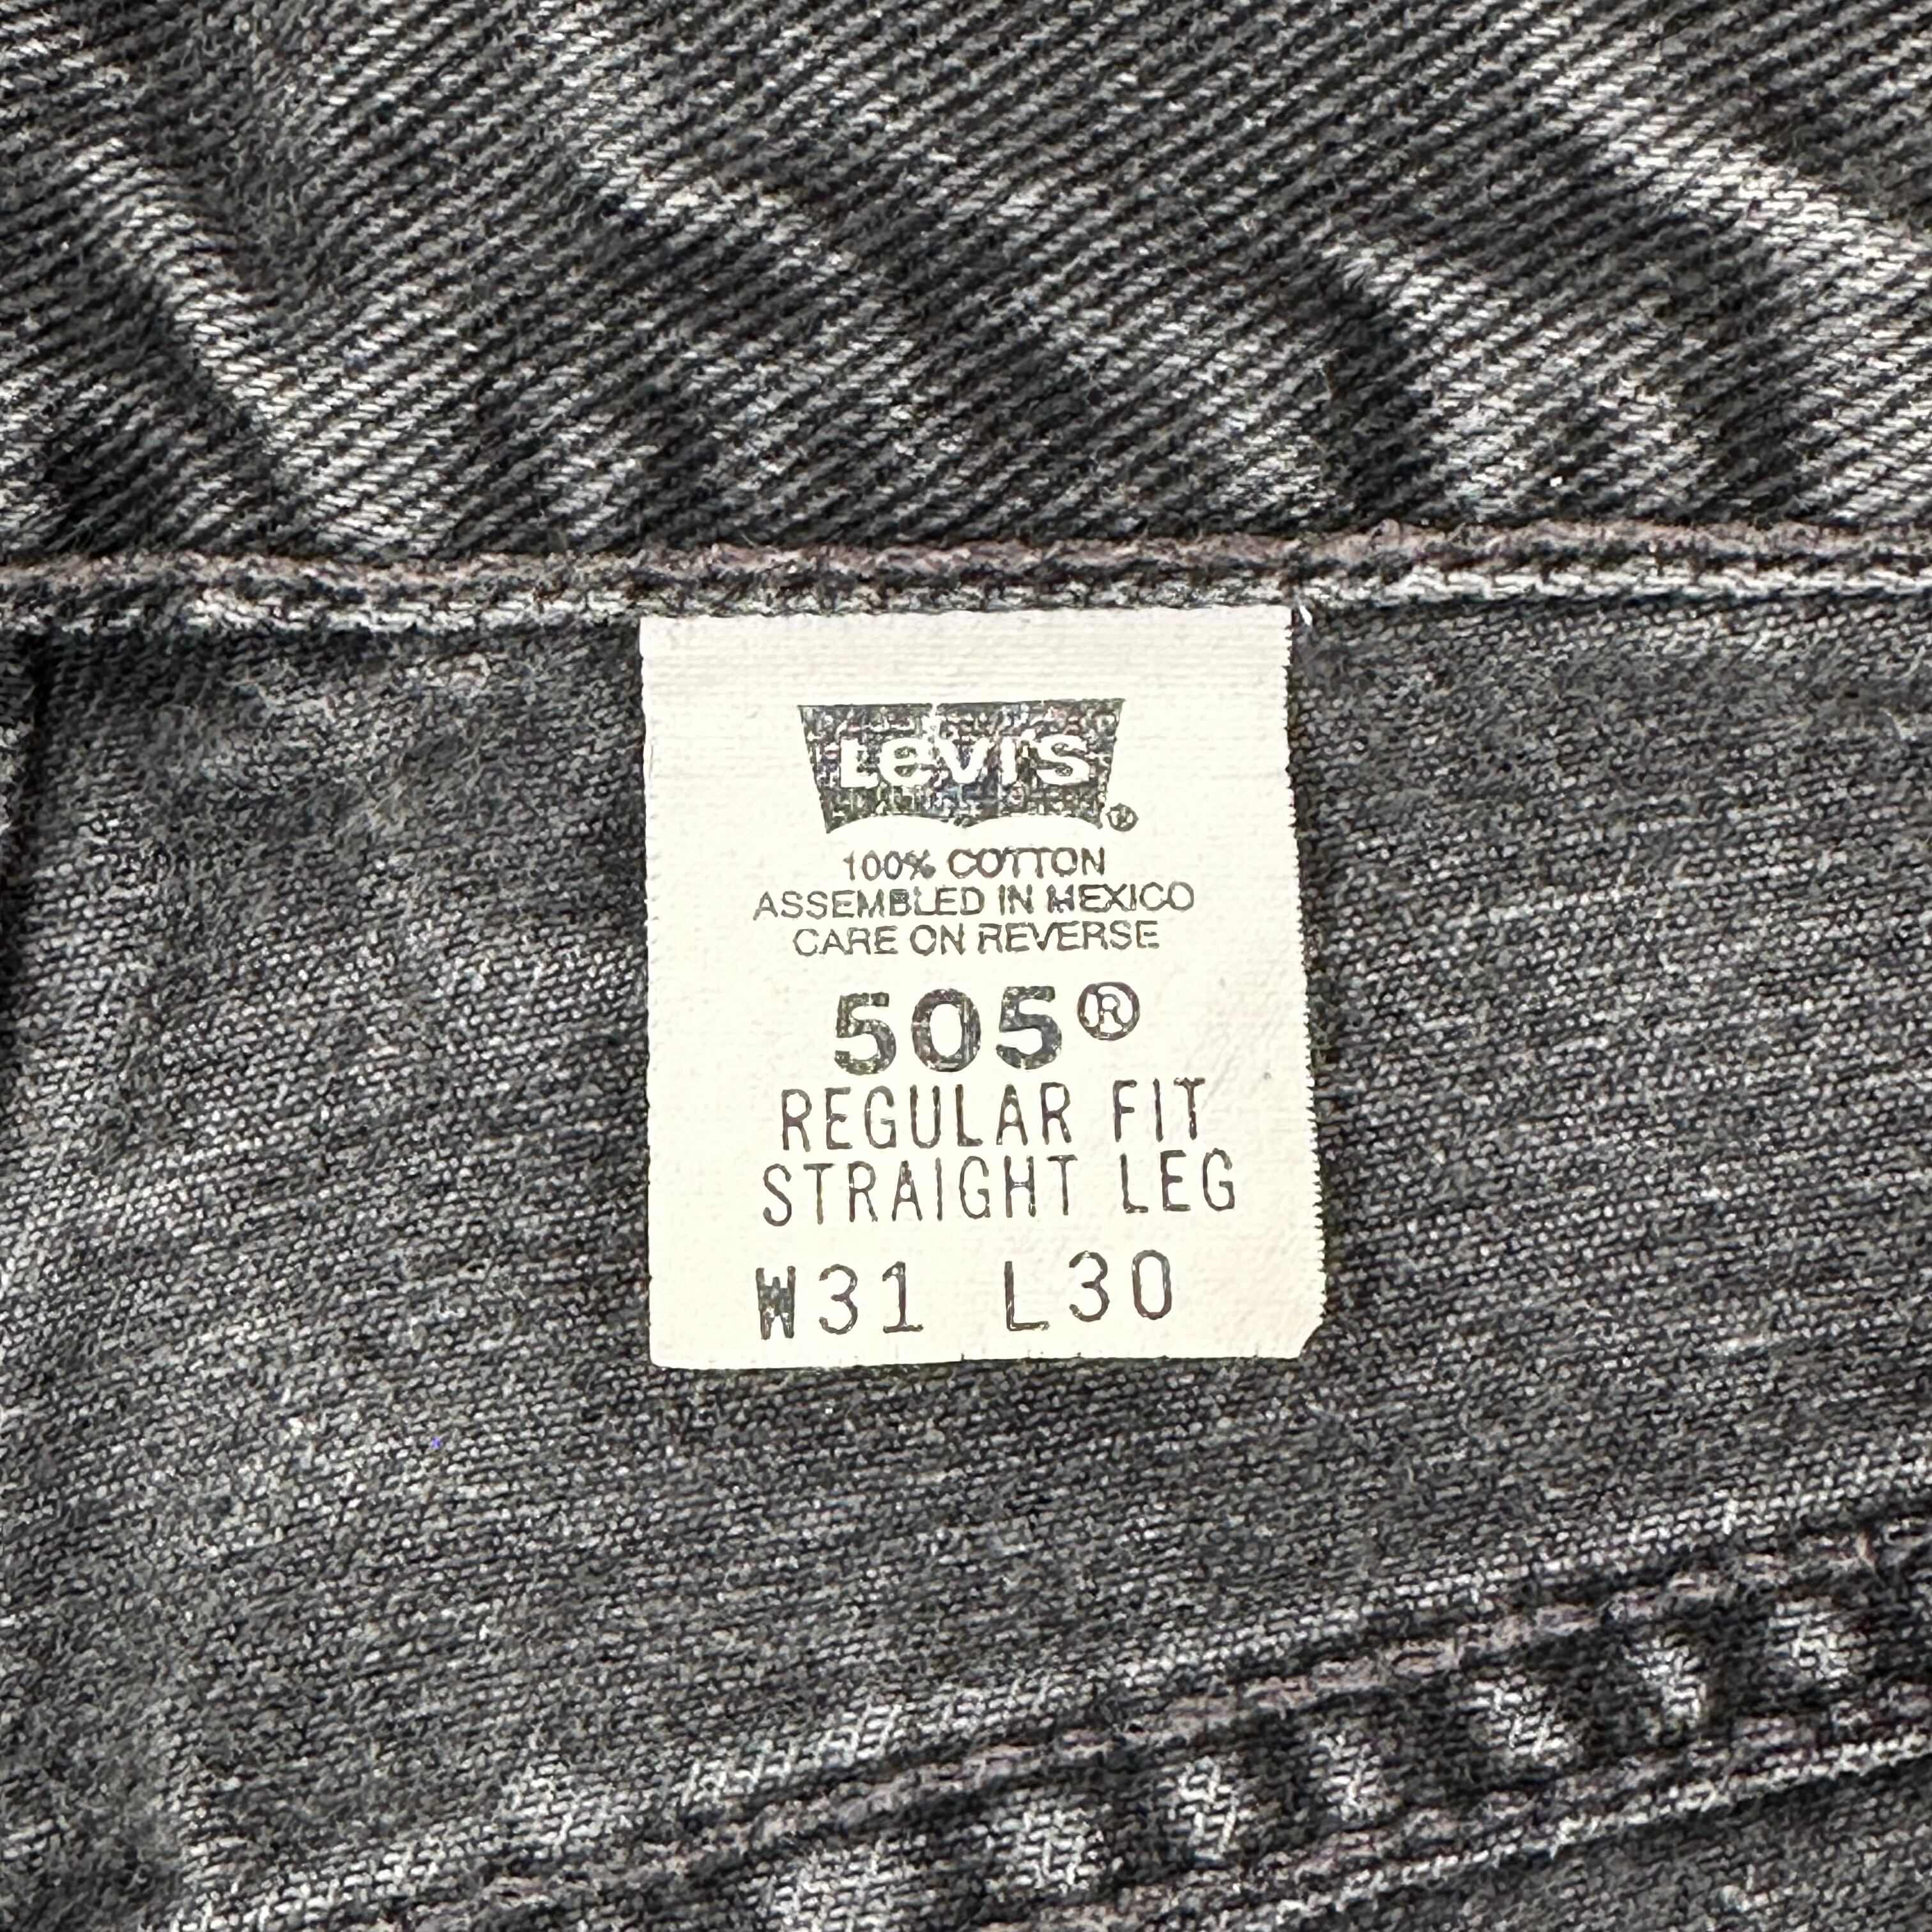 Levi's®
100% COTTON
ASSEMBLED IN MEXICO
CARE ON REVERSE
505®
REGULAR FIT
STRAIGHT LEG
W31 L30